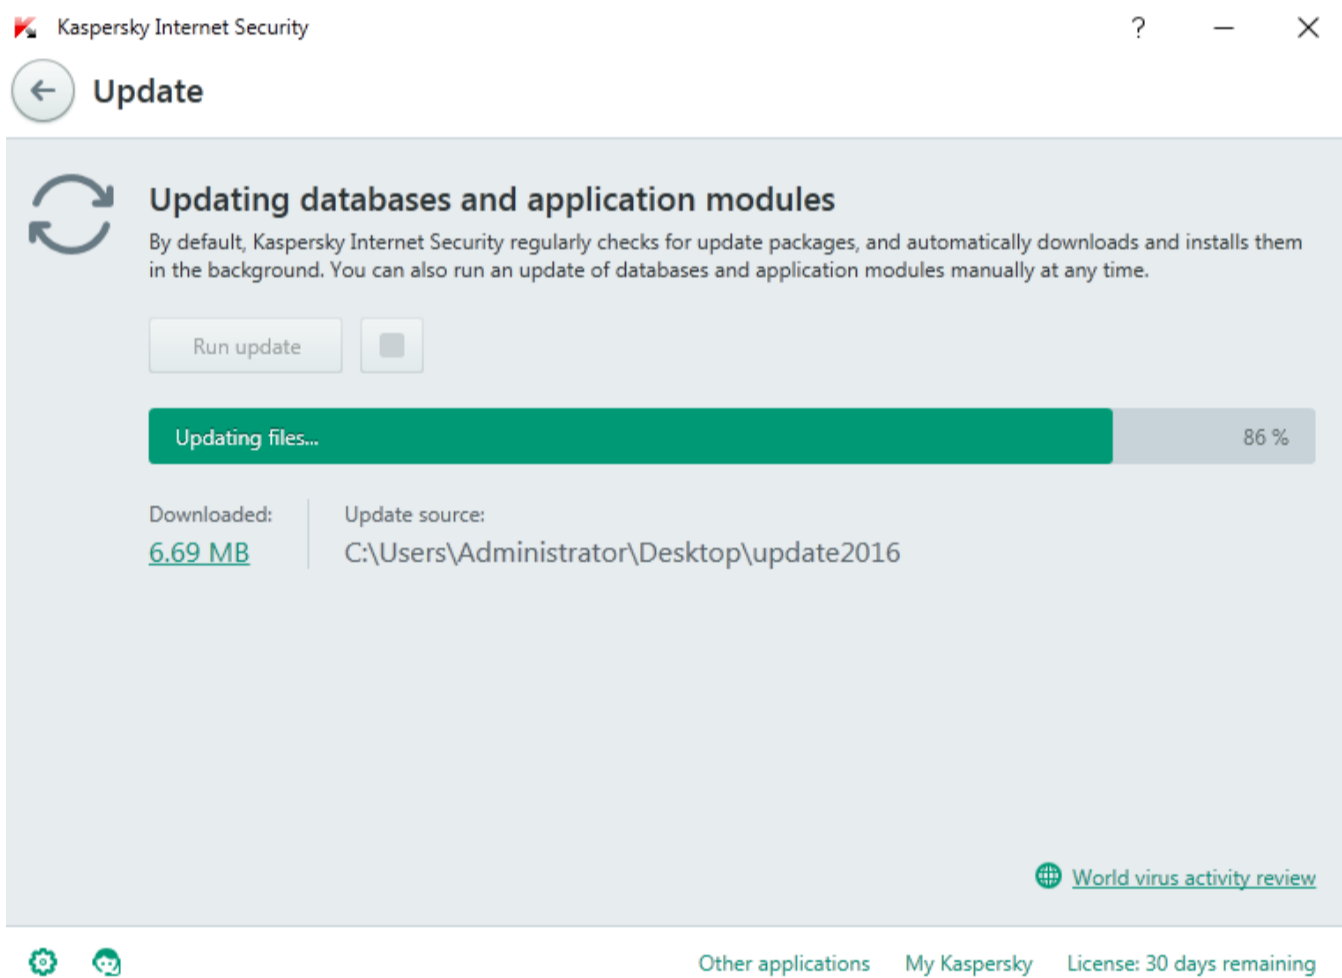 Kaspersky Internet Security
?
Update
Updating databases and application modules
By default, Kaspersky Internet Security regularly checks for update packages, and automatically downloads and installs them
in the background. You can also run an update of databases and application modules manually at any time.
Run update
Updating files...
86 %
Downloaded:
6.69 MB
Update source:
C:\Users\Administrator\Desktop\update2016
World virus activity review
Other applications
My Kaspersky
License: 30 days remaining